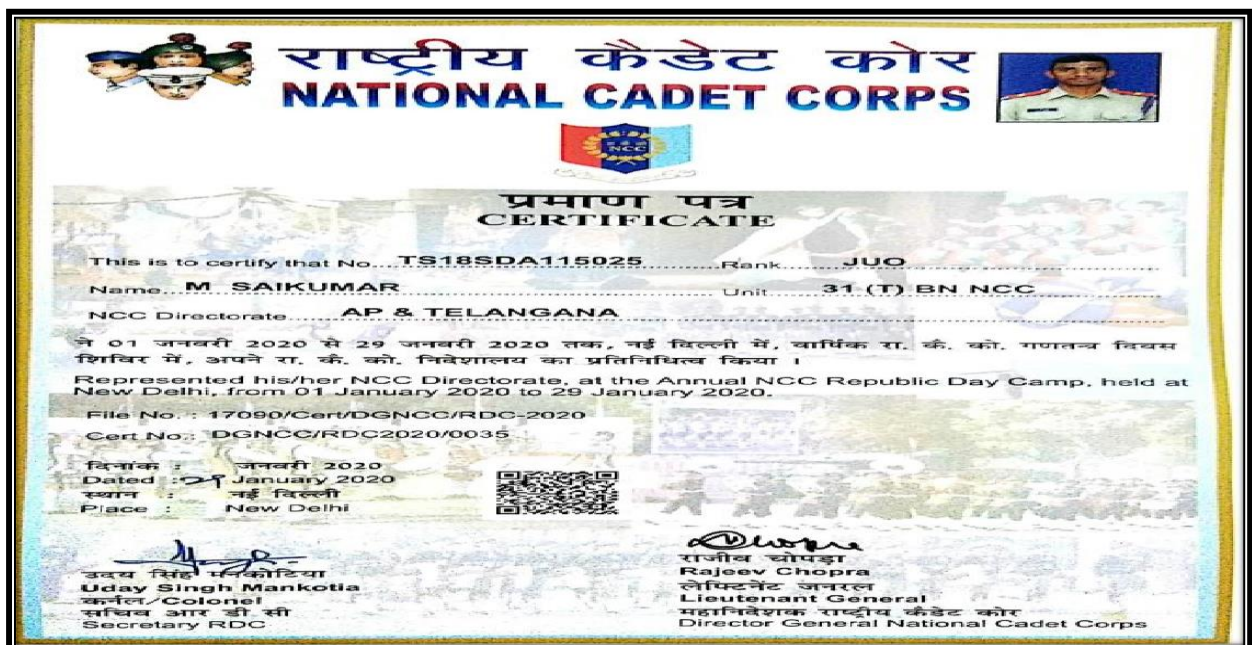 राष्ट्रीय कैडेट कोर
NATIONAL CADET CORPS
NCC
प्रमाण पत्र
CERTIFICATE
This is to certify that No...TS18SDA115025...Rank...JUO...
Name...M SAIKUMAR...Unit...31 (T) BN NCC...
NCC Directorate...AP & TELANGANA...
ने 01 जनवरी 2020 से 29 जनवरी 2020 तक, नई दिल्ली में, वार्षिक रा. कै. को. गणतन्त्र दिवस
शिविर में, अपने रा. कै. को. निदेशालय का प्रतिनिधित्व किया ।
Represented his/her NCC Directorate, at the Annual NCC Republic Day Camp, held at
New Delhi, from 01 January 2020 to 29 January 2020.
File No. : 17090/Cert/DGNCC/RDC-2020
Cert No.: DGNCC/RDC2020/0035
दिनांक : जनवरी 2020
Dated : 29 January 2020
स्थान : नई दिल्ली
Place : New Delhi
उदय सिंह मनकोटिया
Uday Singh Mankotia
कर्नल/Colonel
सचिव आर डी सी
Secretary RDC
राजीव चोपड़ा
Rajeev Chopra
लेफ्टिनेंट जनरल
Lieutenant General
महानिदेशक राष्ट्रीय कैडेट कोर
Director General National Cadet Corps